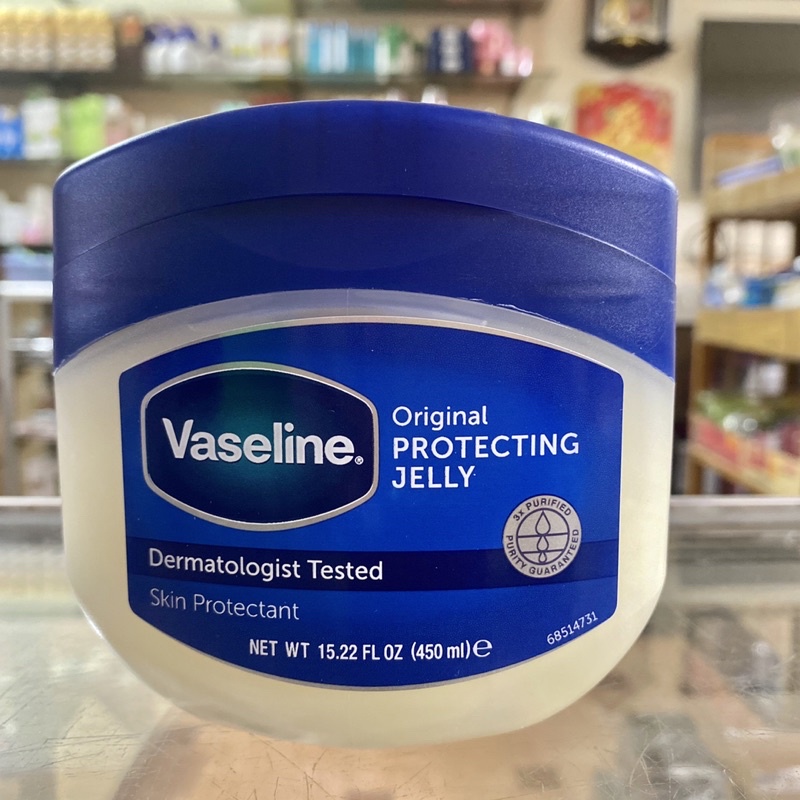 Vaseline.®
Original
PROTECTING
JELLY
3X PURIFIED
PURITY GUARANTEED
Dermatologist Tested
Skin Protectant
NET WT 15.22 FL OZ (450 ml) ℮
68514731